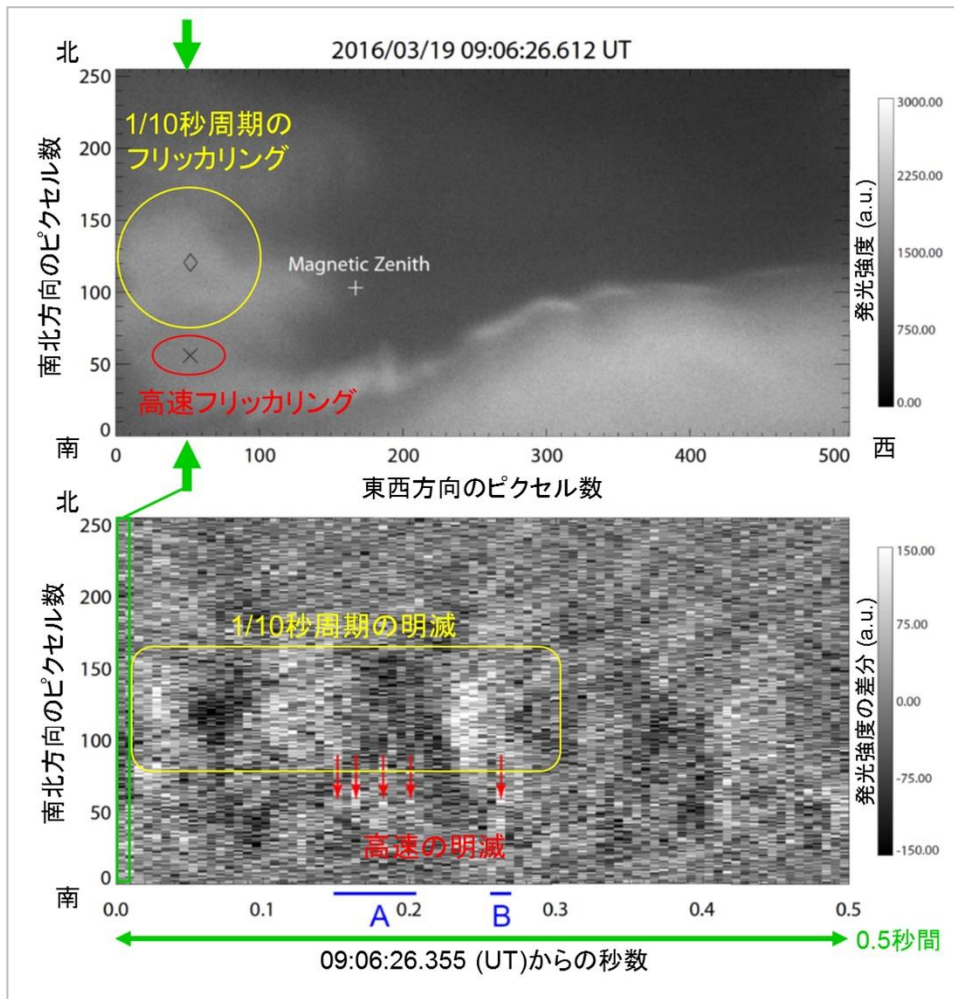 北
2016/03/19 09:06:26.612 UT
250
200
150
100
50
0
南北方向のピクセル数
1/10秒周期の
フリッカリング
Magnetic Zenith
高速フリッカリング
3000.00
2250.00
1500.00
750.00
0.00
発光強度 (a.u.)
南
0 100 200 300 400 500
西
東西方向のピクセル数
北
250
200
150
100
50
0
南北方向のピクセル数
1/10秒周期の明滅
高速の明滅
150.00
75.00
0.00
-75.00
-150.00
発光強度の差分 (a.u.)
南
0.0 0.1 0.2 0.3 0.4 0.5
A B
0.5秒間
09:06:26.355 (UT)からの秒数